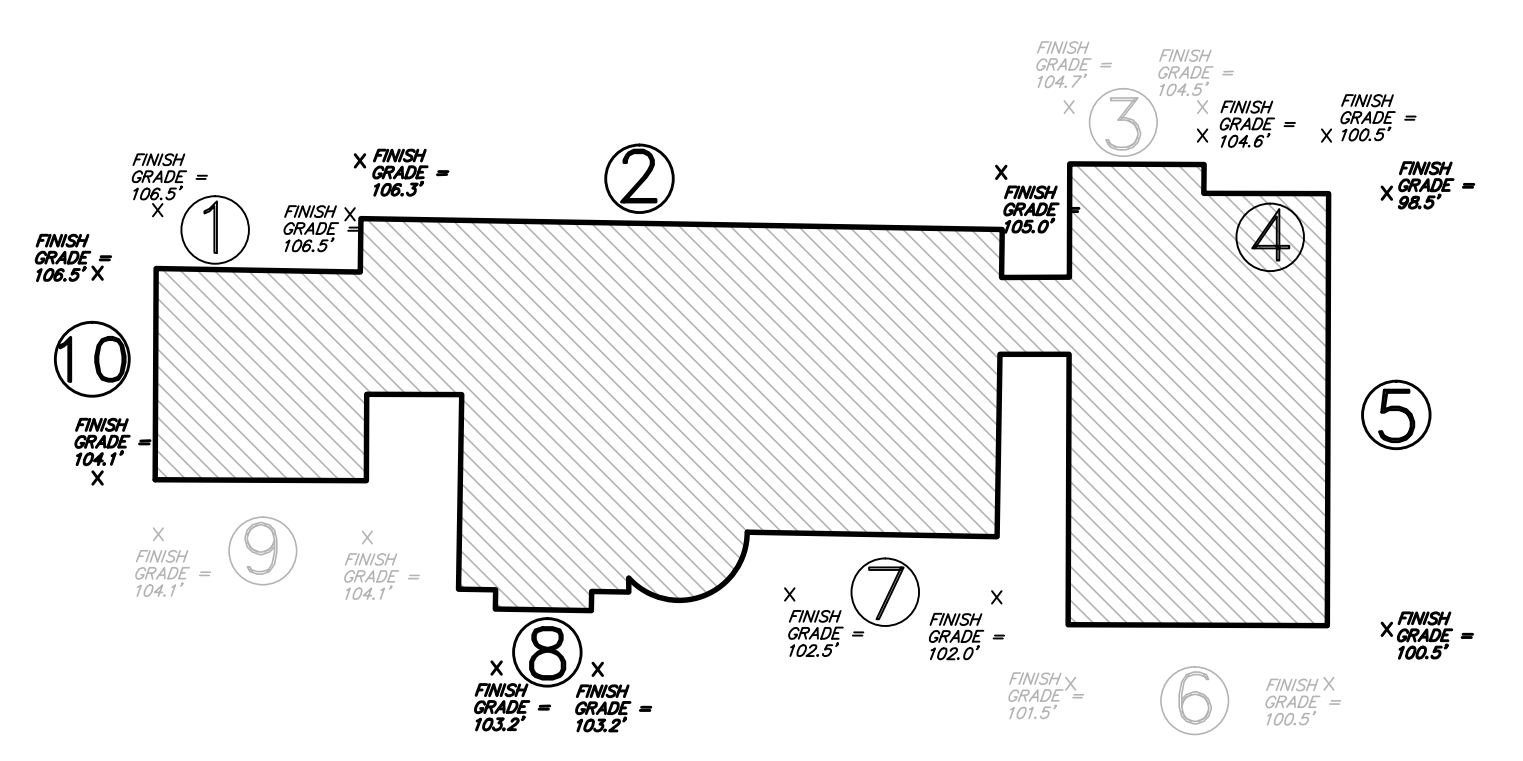 FINISH
GRADE =
104.7'
FINISH
GRADE =
104.5'
3
FINISH
GRADE =
104.6'
FINISH
GRADE =
100.5'
FINISH
GRADE =
106.5'
1
FINISH
GRADE =
106.5'
FINISH
GRADE =
106.3'
2
FINISH
GRADE =
105.0'
4
FINISH
GRADE =
98.5'
FINISH
GRADE =
106.5'
10
FINISH
GRADE =
104.1'
5
FINISH
GRADE =
104.1'
9
FINISH
GRADE =
104.1'
8
FINISH
GRADE =
103.2'
FINISH
GRADE =
103.2'
7
FINISH
GRADE =
102.5'
FINISH
GRADE =
102.0'
FINISH
GRADE =
101.5'
6
FINISH
GRADE =
100.5'
FINISH
GRADE =
100.5'